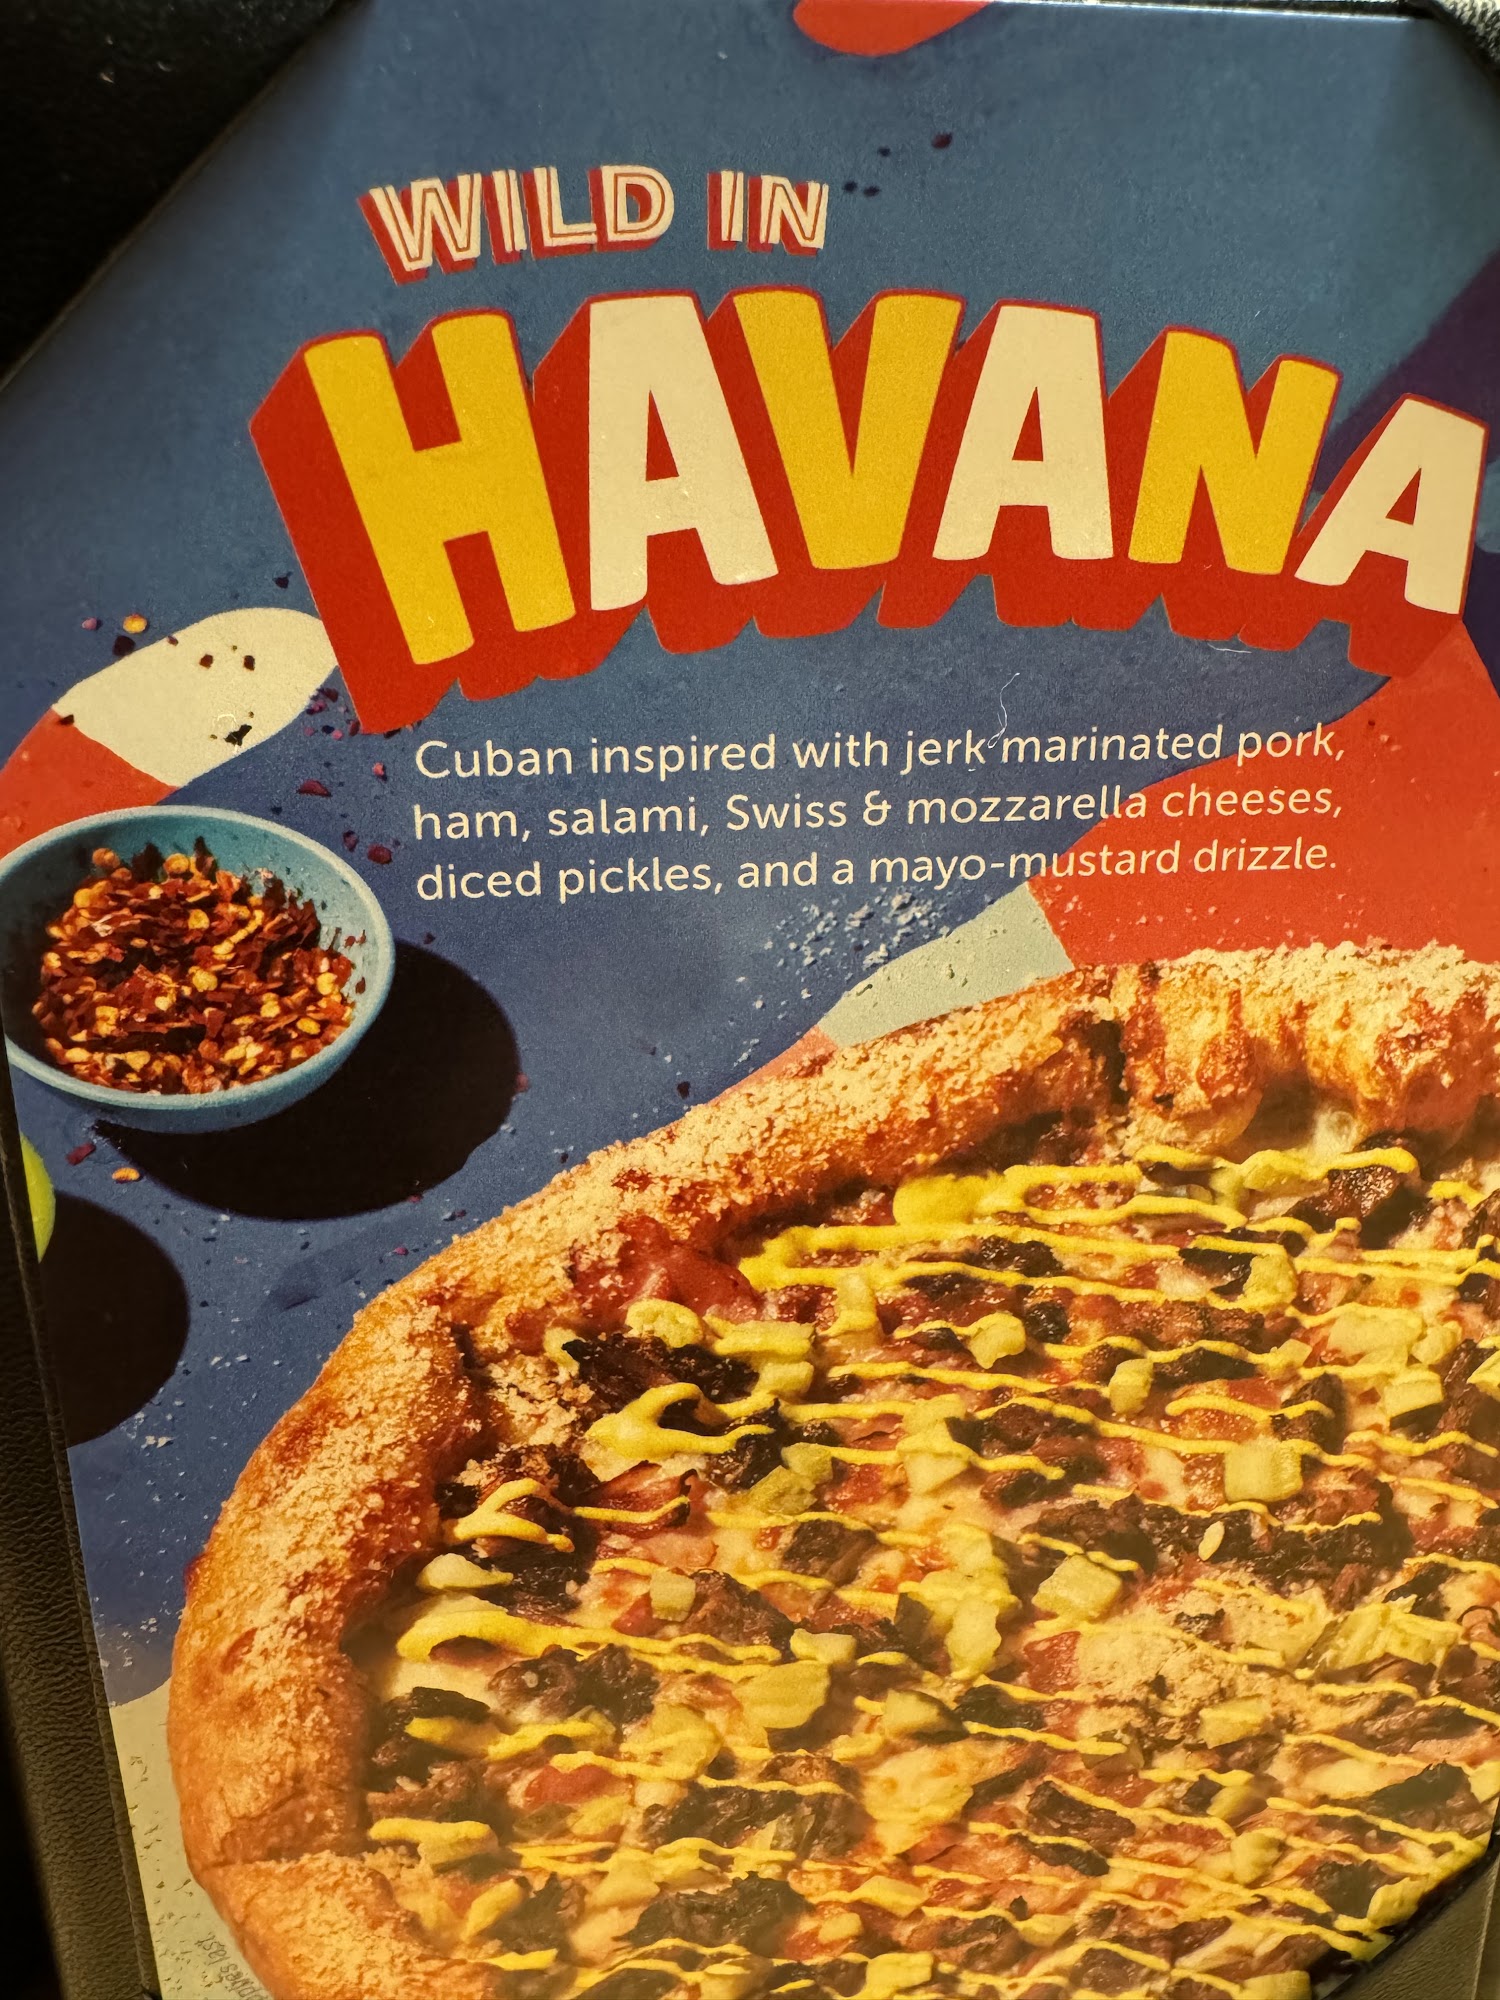 WILD IN
HAVANA
Cuban inspired with jerk marinated pork,
ham, salami, Swiss & mozzarella cheeses,
diced pickles, and a mayo-mustard drizzle.
last.